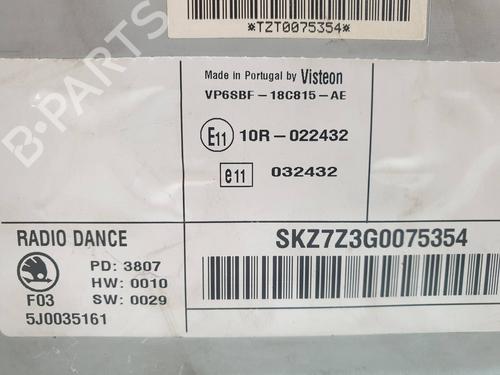 *TZT0075354*
Made in Portugal by Visteon
VP6SBF-18C815-AE
E11 10R-022432
e11 032432
RADIO DANCE
SKZ7Z3G0075354
PD: 3807
HW: 0010
F03 SW: 0029
5J0035161
B-PARTS